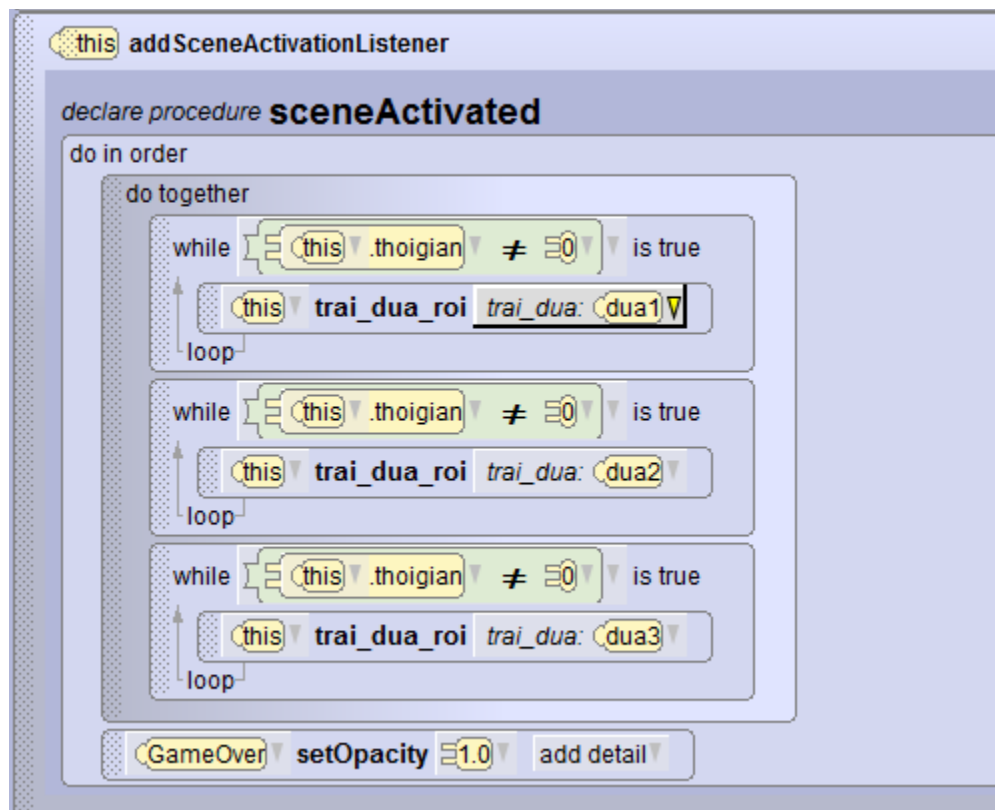 this addSceneActivationListener
declare procedure sceneActivated
do in order
do together
while this .thoigian ≠ 0 is true
this trai_dua_roi trai_dua: dua1
loop
while this .thoigian ≠ 0 is true
this trai_dua_roi trai_dua: dua2
loop
while this .thoigian ≠ 0 is true
this trai_dua_roi trai_dua: dua3
loop
GameOver setOpacity 1.0 add detail